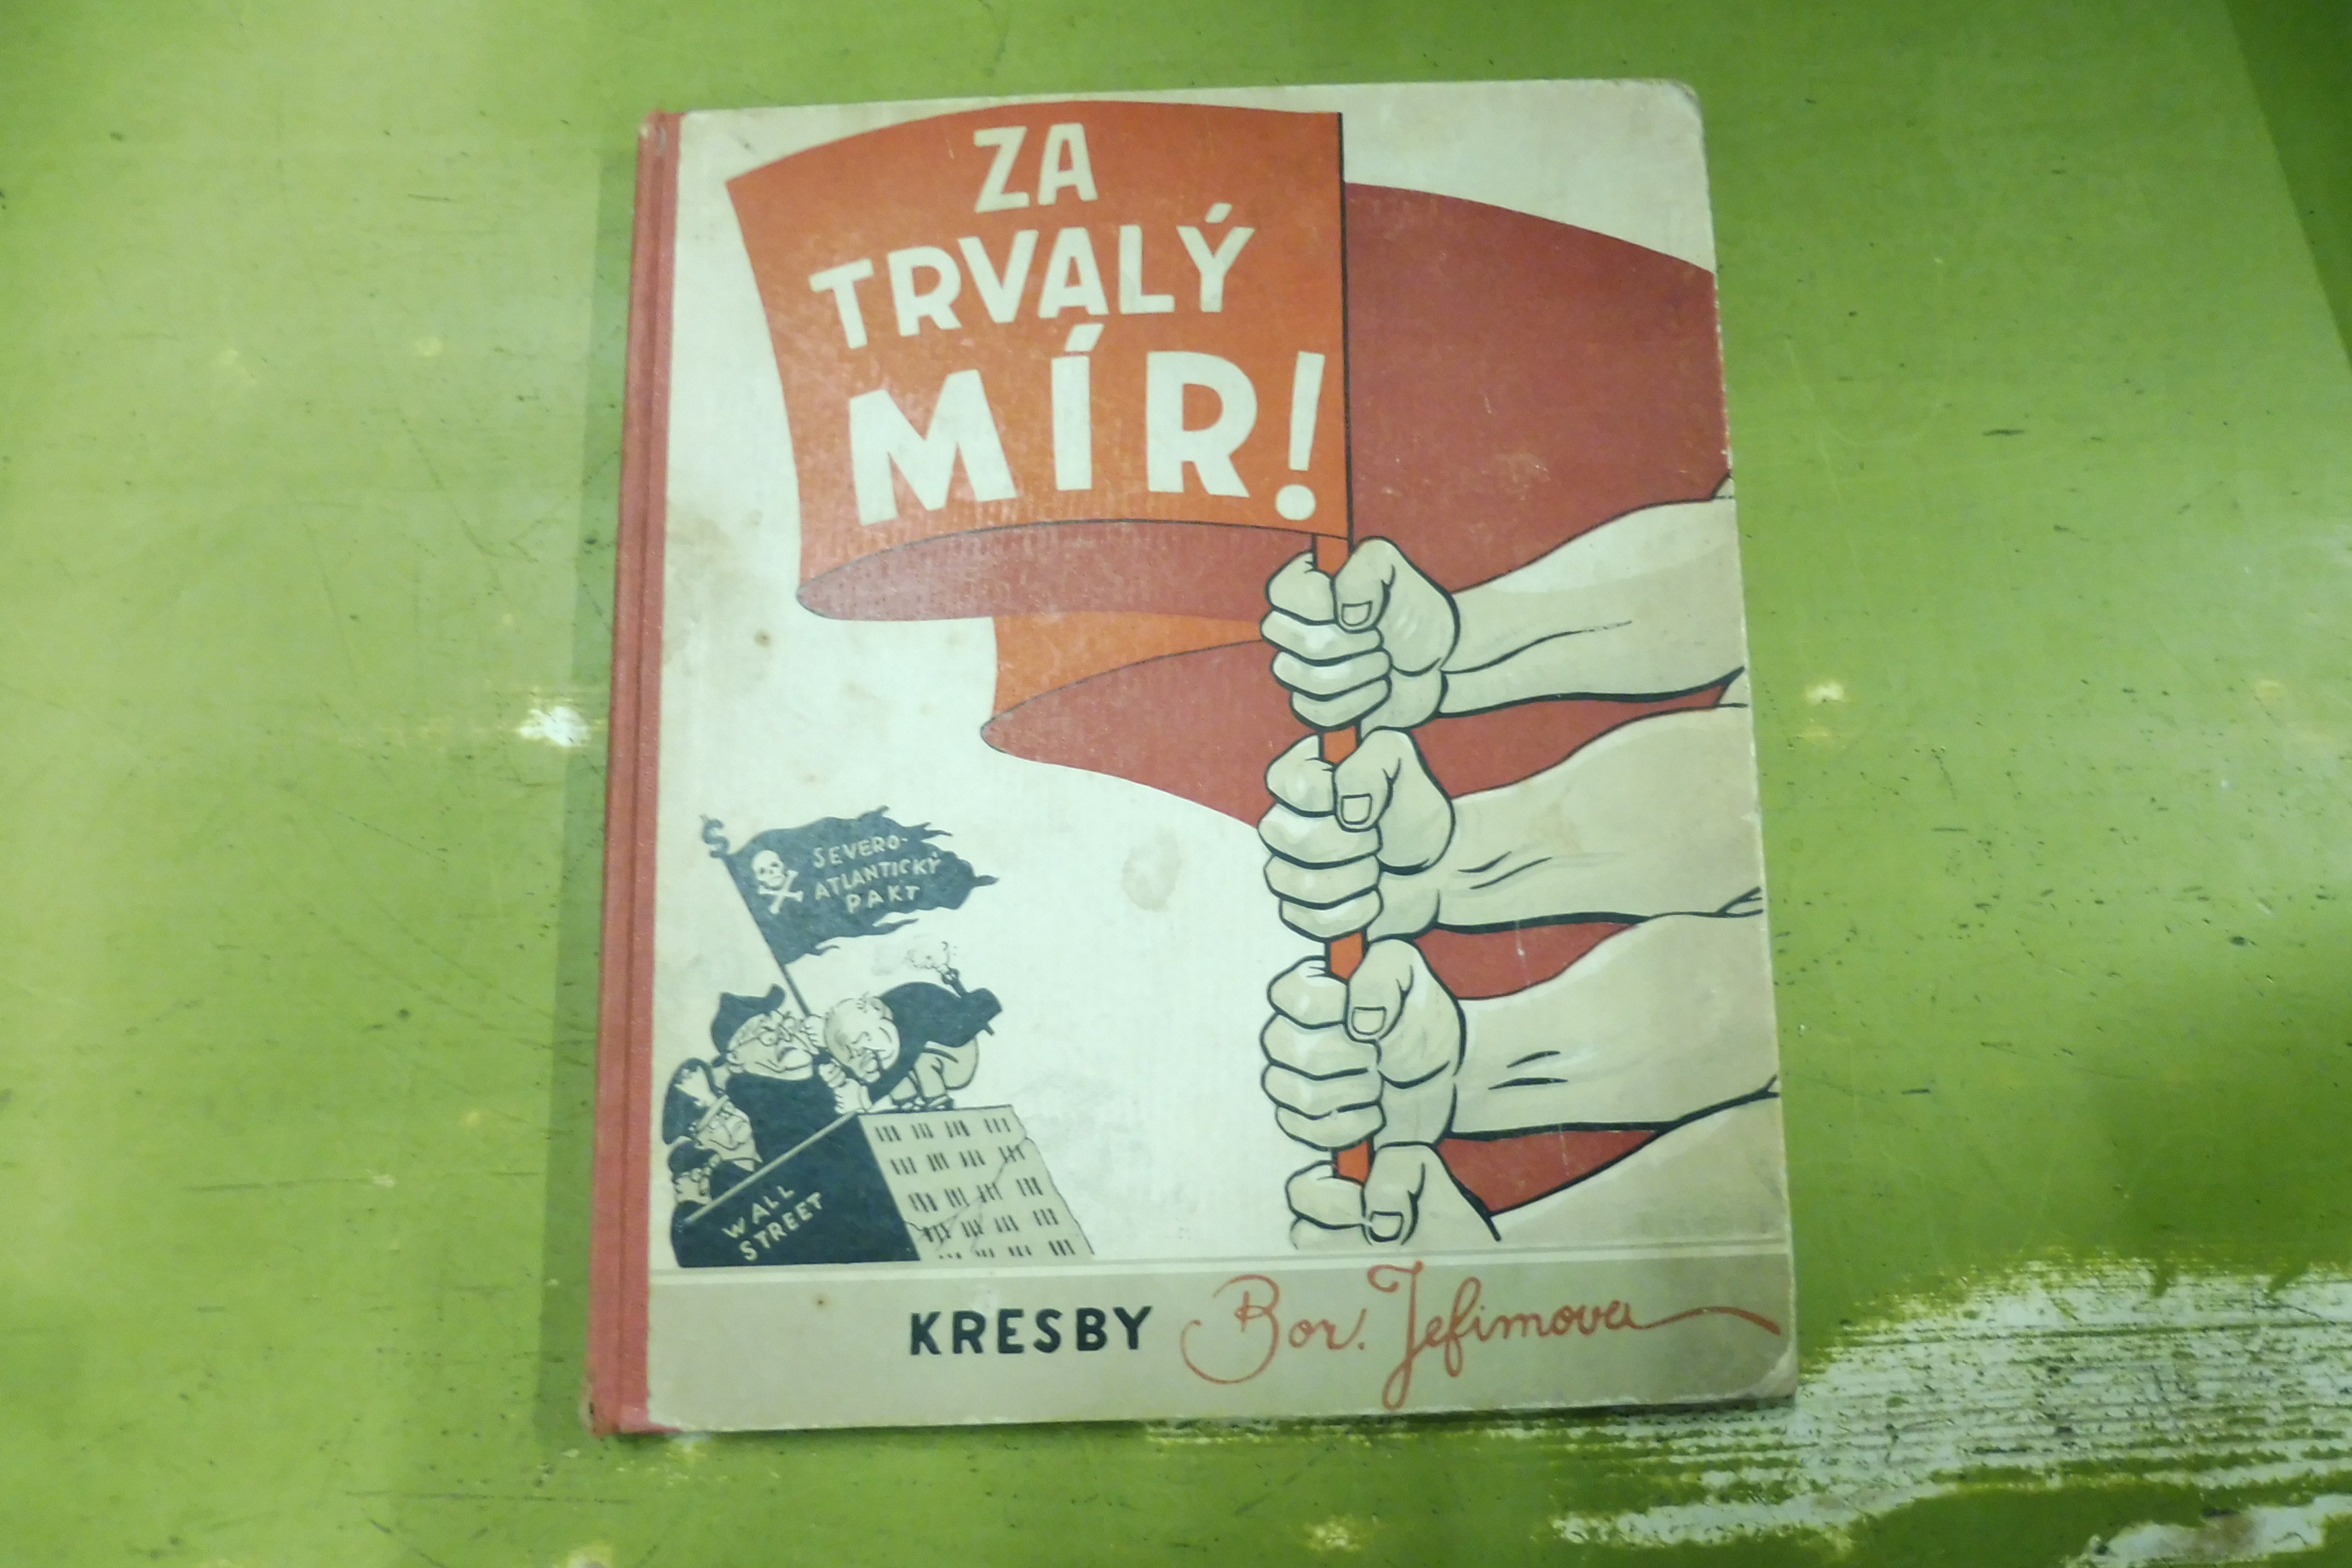 ZA
TRVALÝ
MÍR!
$
SEVERO-
ATLANTICKÝ
PAKT
WALL
STREET
KRESBY Bor. Jefimova